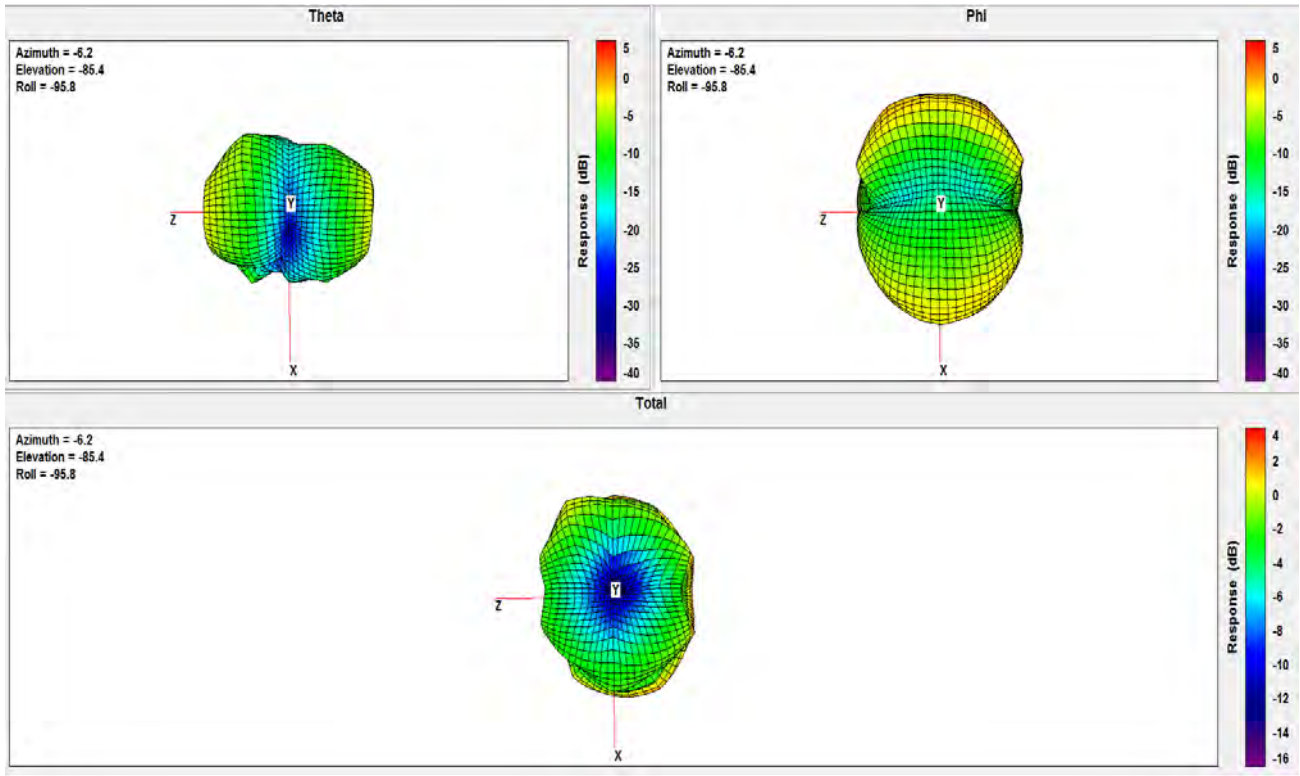 Theta
Azimuth = -6.2
Elevation = -85.4
Roll = -95.8
Y
Z
X
Response (dB)
5
0
-5
-10
-15
-20
-25
-30
-35
-40
Phi
Azimuth = -6.2
Elevation = -85.4
Roll = -95.8
Y
Z
X
Response (dB)
5
0
-5
-10
-15
-20
-25
-30
-35
-40
Total
Azimuth = -6.2
Elevation = -85.4
Roll = -95.8
Y
Z
X
Response (dB)
4
2
0
-2
-4
-6
-8
-10
-12
-14
-16